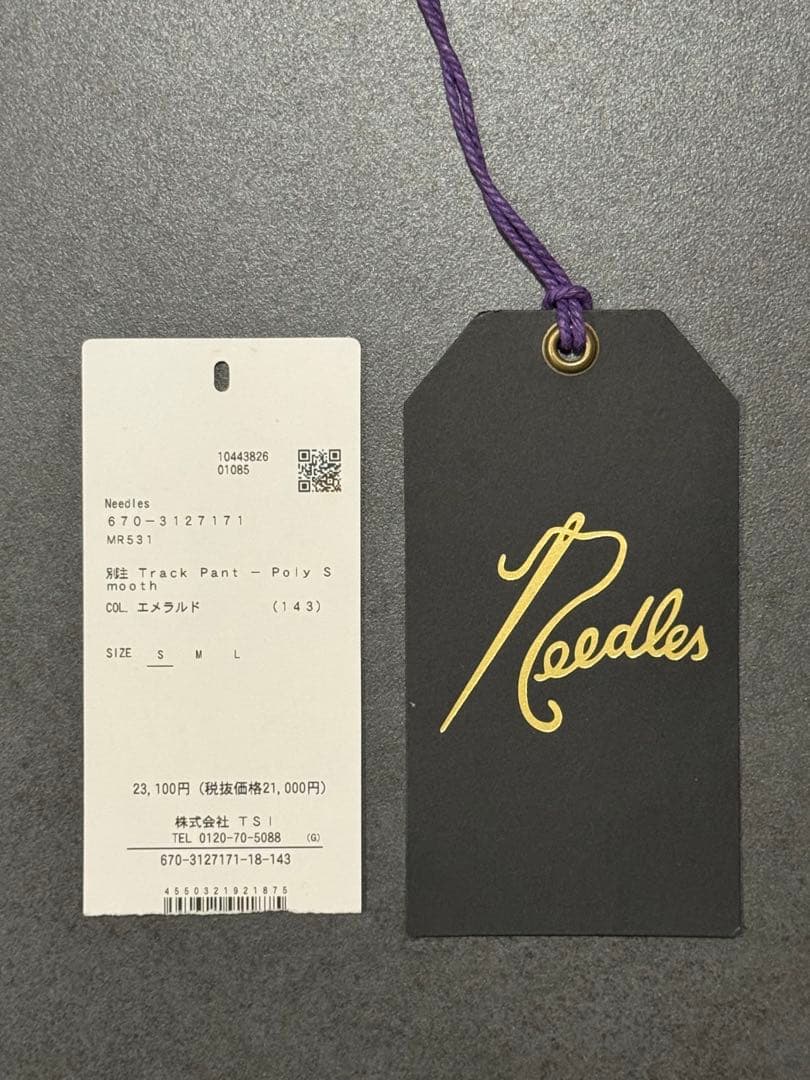 10443826
01085
Needles
670-3127171
MR531
別注 Track Pant - Poly S
mooth
COL. エメラルド (143)
SIZE S M L
23,100円 (税抜価格21,000円)
株式会社 TSI
TEL 0120-70-5088 (G)
670-3127171-18-143
4550321921875
Needles